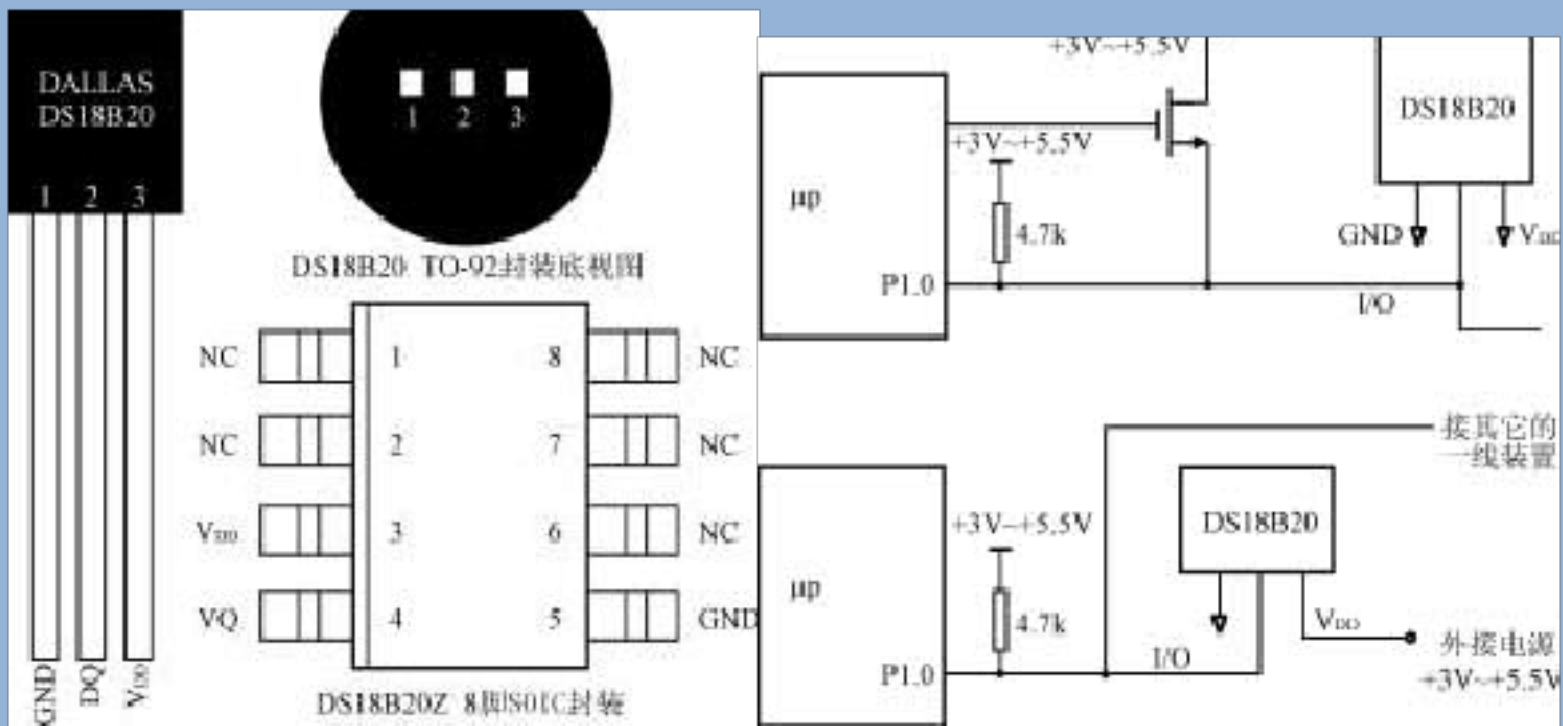 DALLAS
DS18B20
1 2 3
GND
DQ
VDD
1 2 3
DS18B20 TO-92封装底视图
NC 1 8 NC
NC 2 7 NC
VDD 3 6 NC
VQ 4 5 GND
DS18B20Z 8脚SOIC封装
+3V~+5.5V
DS18B20
+3V~+5.5V
μp
4.7k
GND
VDD
P1.0
I/O
接其它的
一线装置
+3V~+5.5V
DS18B20
μp
4.7k
VDD
I/O
外接电源
P1.0
+3V~+5.5V